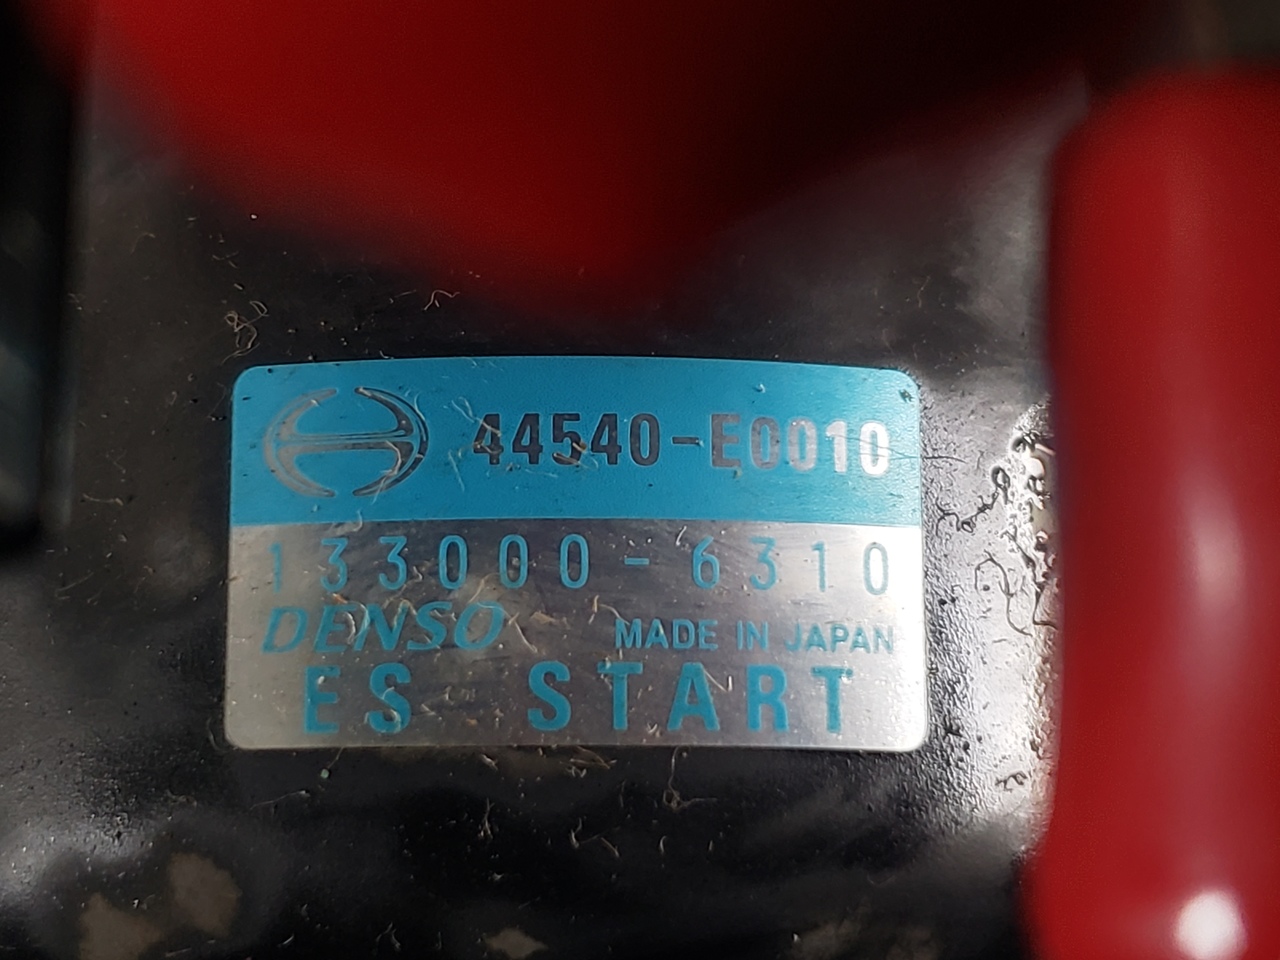 44540-E0010
133000-6310
DENSO MADE IN JAPAN
ES START